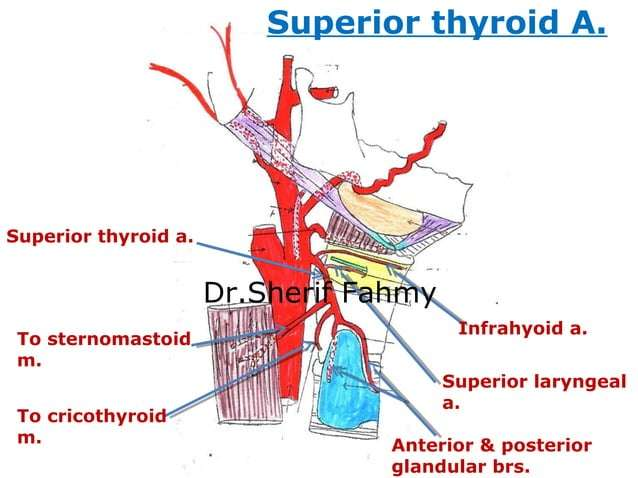 Superior thyroid A.
Superior thyroid a.
Dr.Sherif Fahmy
Infrahyoid a.
To sternomastoid
m.
Superior laryngeal
a.
To cricothyroid
m.
Anterior & posterior
glandular brs.